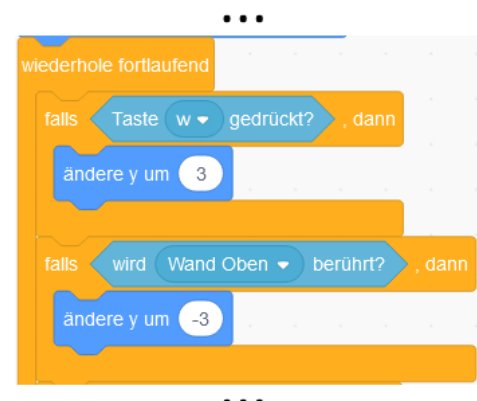 •••
wiederhole fortlaufend
falls Taste w gedrückt? , dann
ändere y um 3
falls wird Wand Oben berührt? , dann
ändere y um -3
•••